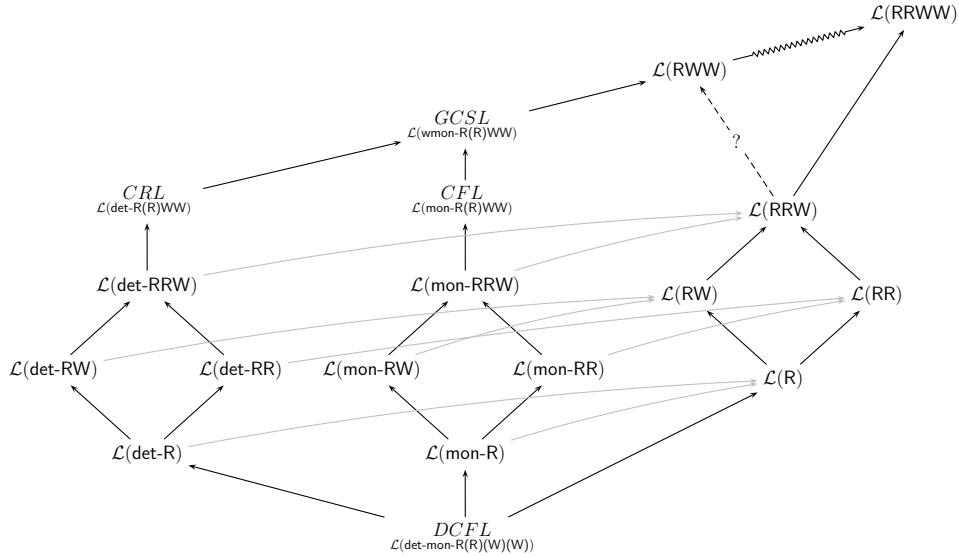 ℒ(RRWW)
ℒ(RWW)
GCSL
ℒ(wmon-R(R)WW)
?
CRL
ℒ(det-R(R)WW)
CFL
ℒ(mon-R(R)WW)
ℒ(RRW)
ℒ(det-RRW)
ℒ(mon-RRW)
ℒ(RW)
ℒ(RR)
ℒ(det-RW)
ℒ(det-RR)
ℒ(mon-RW)
ℒ(mon-RR)
ℒ(R)
ℒ(det-R)
ℒ(mon-R)
DCFL
ℒ(det-mon-R(R)(W)(W))